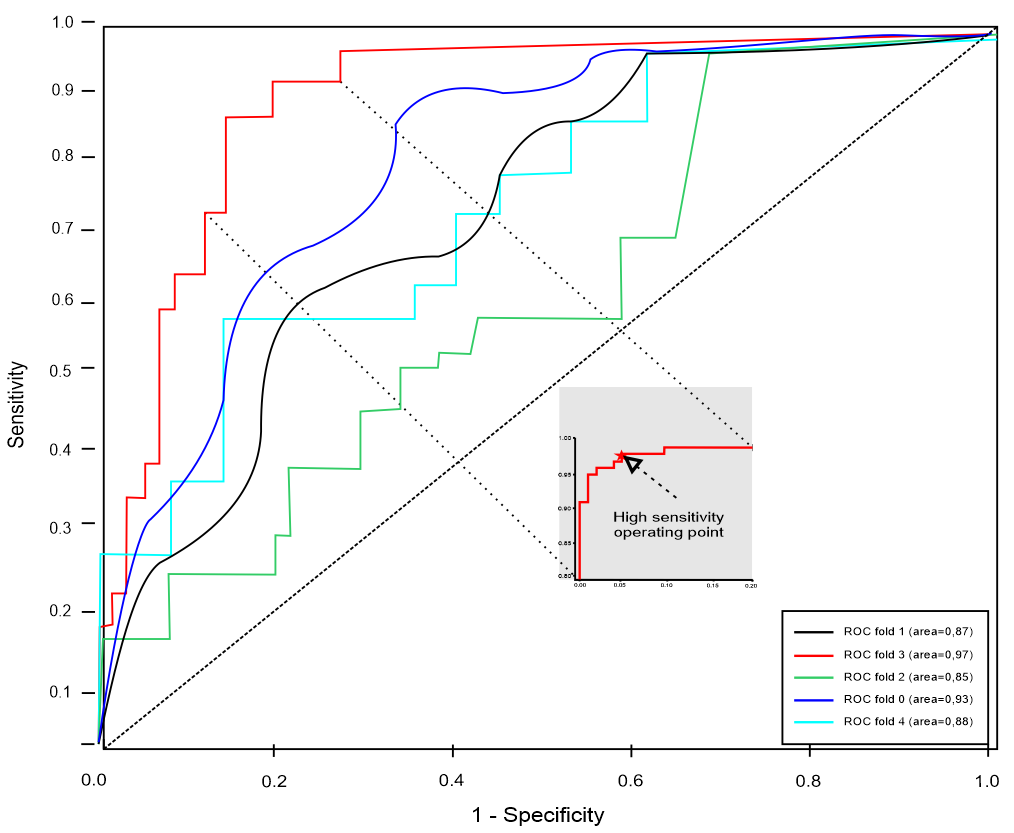 1.0
0.9
0.8
0.7
0.6
0.5
0.4
0.3
0.2
0.1
Sensitivity
0.0
0.2
0.4
0.6
0.8
1.0
1 - Specificity
1.00
0.95
0.90
0.85
0.80
0.00
0.05
0.10
0.15
0.20
High sensitivity
operating point
ROC fold 1 (area=0,87)
ROC fold 3 (area=0,97)
ROC fold 2 (area=0,85)
ROC fold 0 (area=0,93)
ROC fold 4 (area=0,88)